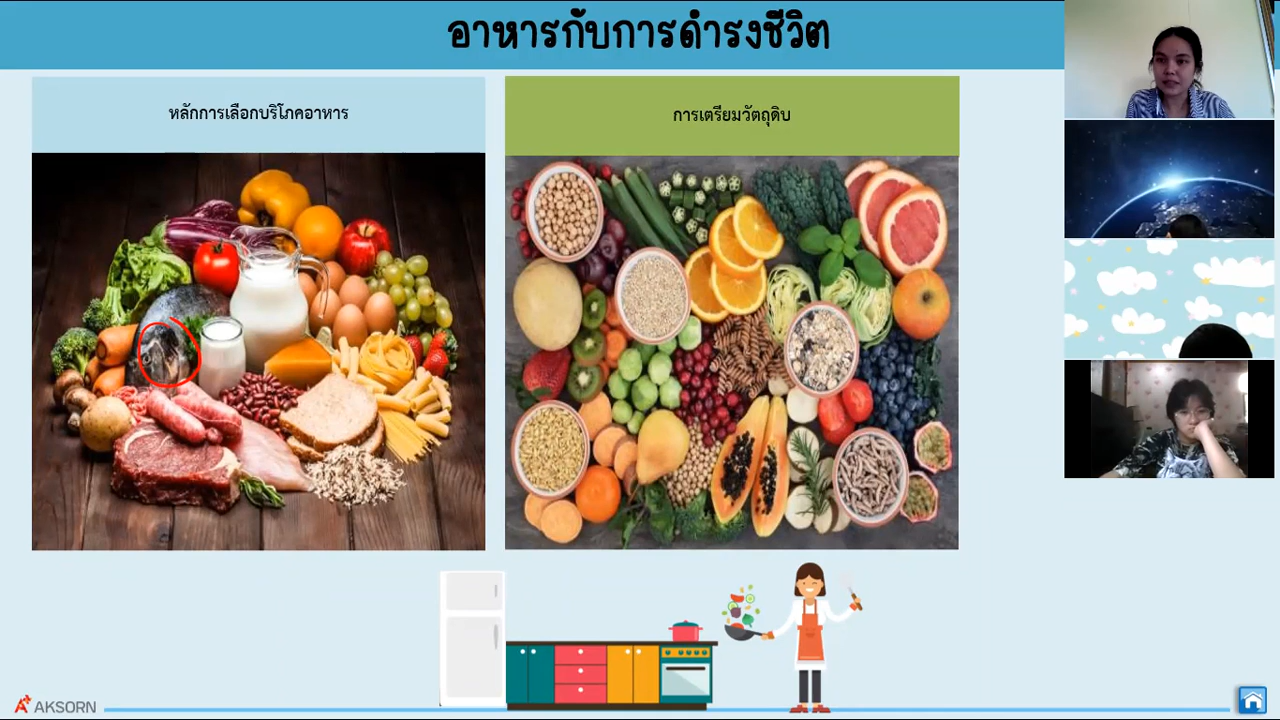 อาหารกับการดำรงชีวิต
หลักการเลือกบริโภคอาหาร
การเตรียมวัตถุดิบ
AKSORN